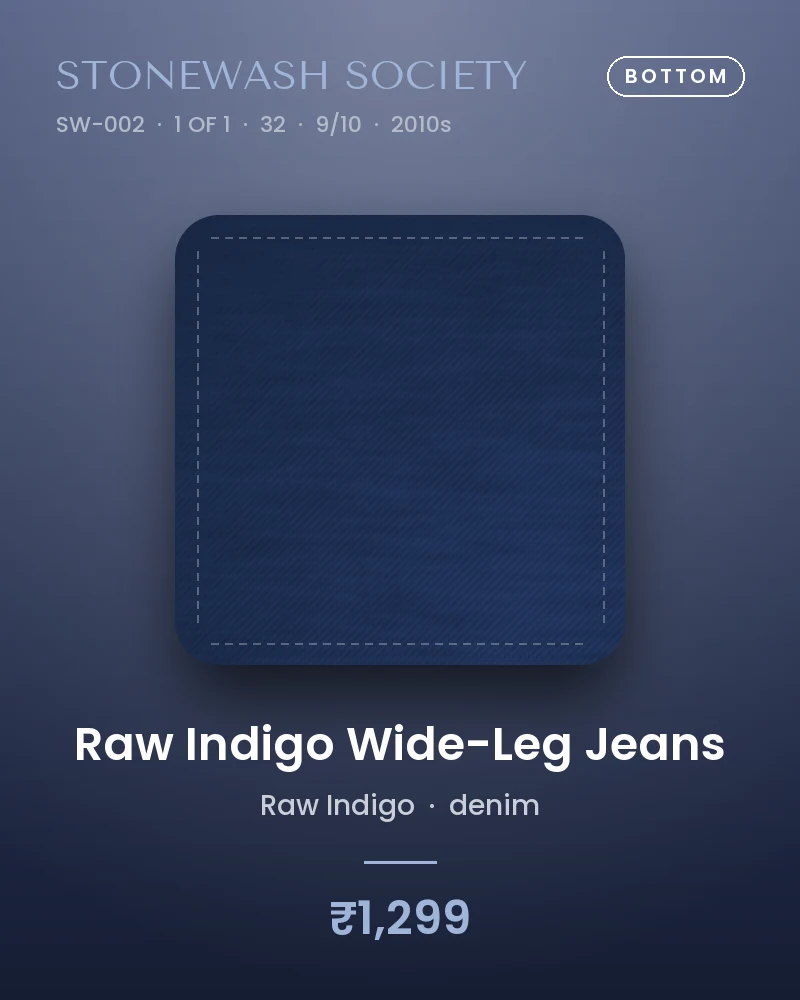 STONEWASH SOCIETY
BOTTOM
SW-002 · 1 OF 1 · 32 · 9/10 · 2010s
Raw Indigo Wide-Leg Jeans
Raw Indigo · denim
₹1,299